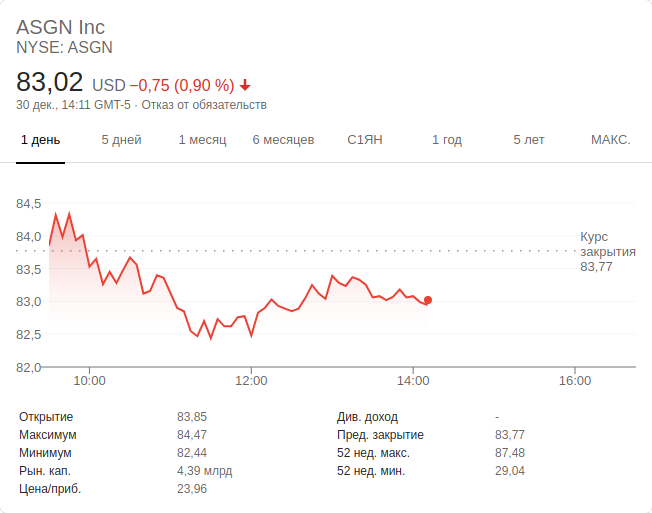 ASGN Inc
NYSE: ASGN
83,02 USD −0,75 (0,90 %)
30 дек., 14:11 GMT-5 · Отказ от обязательств
1 день 5 дней 1 месяц 6 месяцев С1ЯН 1 год 5 лет МАКС.
84,5
84,0
83,5
83,0
82,5
82,0
Курс
закрытия
83,77
10:00 12:00 14:00 16:00
Открытие 83,85
Максимум 84,47
Минимум 82,44
Рын. кап. 4,39 млрд
Цена/приб. 23,96
Див. доход -
Пред. закрытие 83,77
52 нед. макс. 87,48
52 нед. мин. 29,04